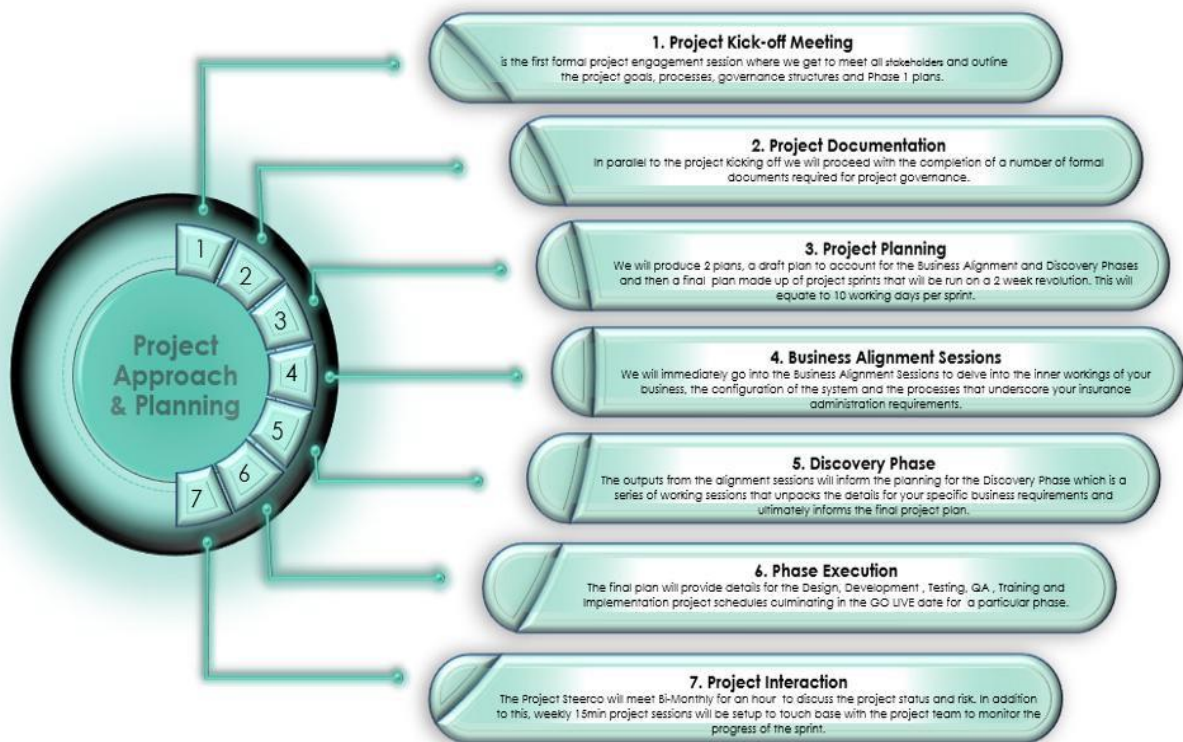 1. Project Kick-off Meeting
is the first formal project engagement session where we get to meet all stakeholders and outline
the project goals, processes, governance structures and Phase 1 plans.
2. Project Documentation
In parallel to the project kicking off we will proceed with the completion of a number of formal
documents required for project governance.
3. Project Planning
We will produce 2 plans, a draft plan to account for the Business Alignment and Discovery Phases
and then a final plan made up of project sprints that will be run on a 2 week revolution. This will
equate to 10 working days per sprint.
4. Business Alignment Sessions
We will immediately go into the Business Alignment Sessions to delve into the inner workings of your
business, the configuration of the system and the processes that underscore your insurance
administration requirements.
5. Discovery Phase
The outputs from the alignment sessions will inform the planning for the Discovery Phase which is a
series of working sessions that unpacks the details for your specific business requirements and
ultimately informs the final project plan.
6. Phase Execution
The final plan will provide details for the Design, Development , Testing, QA , Training and
Implementation project schedules culminating in the GO LIVE date for a particular phase.
7. Project Interaction
The Project Steerco will meet Bi-Monthly for an hour to discuss the project status and risk. In addition
to this, weekly 15min project sessions will be setup to touch base with the project team to monitor the
progress of the sprint.
Project
Approach
& Planning
1
2
3
4
5
6
7